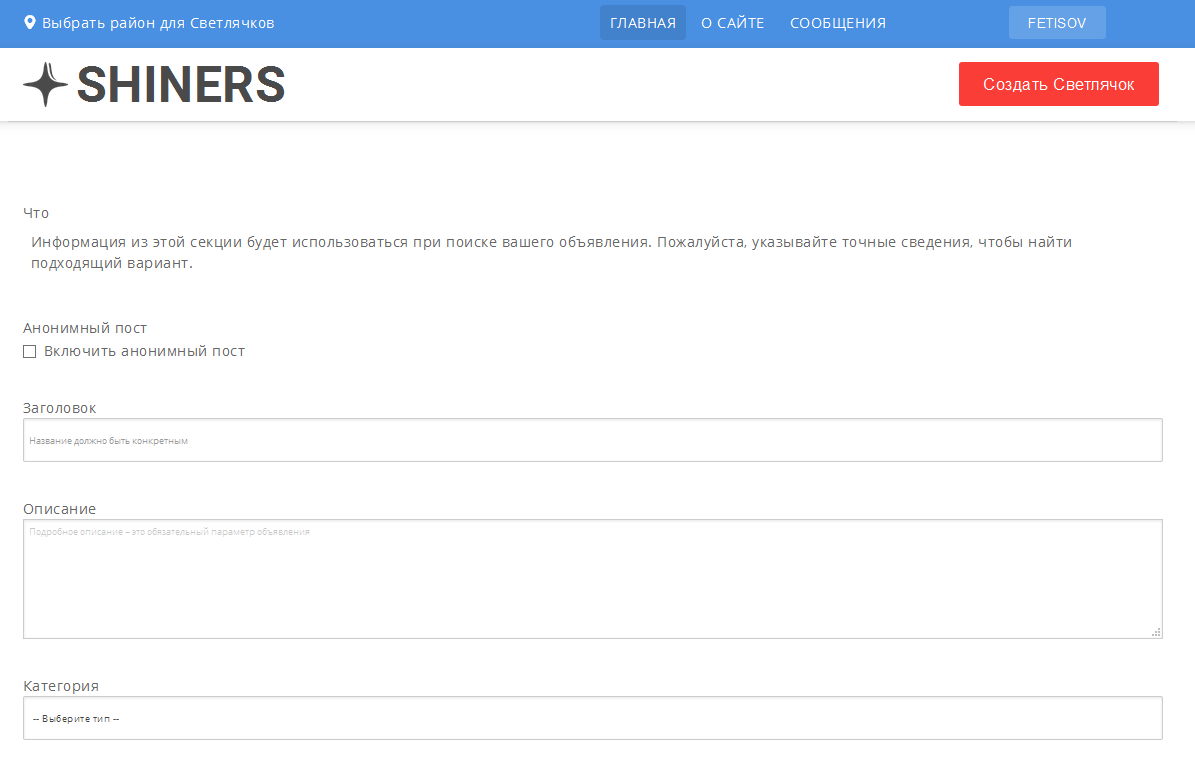 Выбрать район для Светлячков
ГЛАВНАЯ О САЙТЕ СООБЩЕНИЯ FETISOV
SHINERS
Создать Светлячок
Что
Информация из этой секции будет использоваться при поиске вашего объявления. Пожалуйста, указывайте точные сведения, чтобы найти
подходящий вариант.
Анонимный пост
Включить анонимный пост
Заголовок
Название должно быть конкретным
Описание
Подробное описание – это обязательный параметр объявления
Категория
-- Выберите тип --